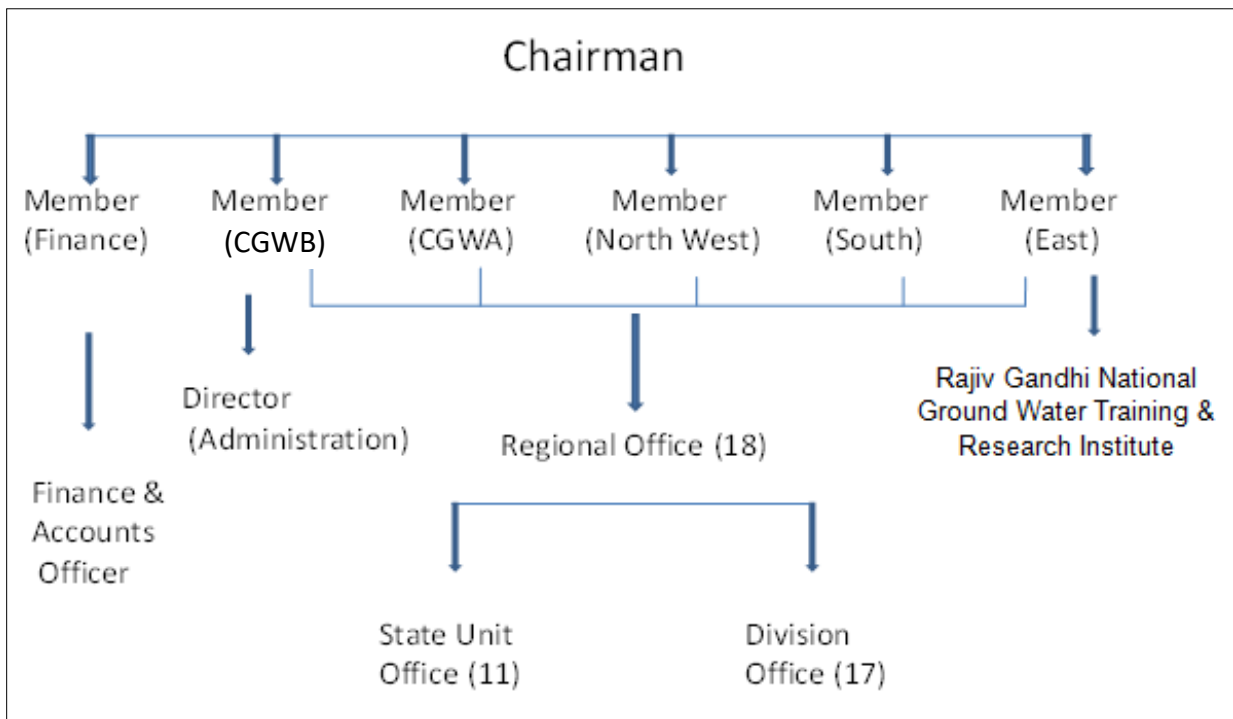 Chairman
Member
(Finance)
Member
(CGWB)
Member
(CGWA)
Member
(North West)
Member
(South)
Member
(East)
Director
(Administration)
Regional Office (18)
Rajiv Gandhi National
Ground Water Training &
Research Institute
Finance &
Accounts
Officer
State Unit
Office (11)
Division
Office (17)